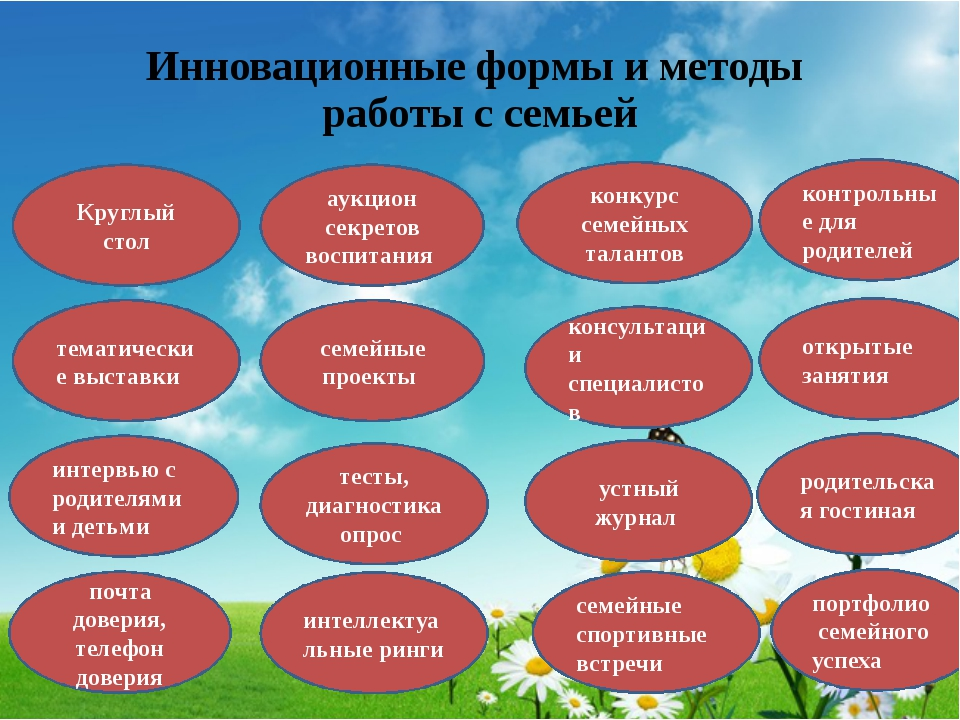 Инновационные формы и методы
работы с семьей
Круглый
стол
аукцион
секретов
воспитания
конкурс
семейных
талантов
контрольны
е для
родителей
тематически
е выставки
семейные
проекты
консультаци
и
специалисто
в
открытые
занятия
интервью с
родителями
и детьми
тесты,
диагностика
опрос
устный
журнал
родительска
я гостиная
почта
доверия,
телефон
доверия
интеллектуа
льные ринги
семейные
спортивные
встречи
портфолио
семейного
успеха